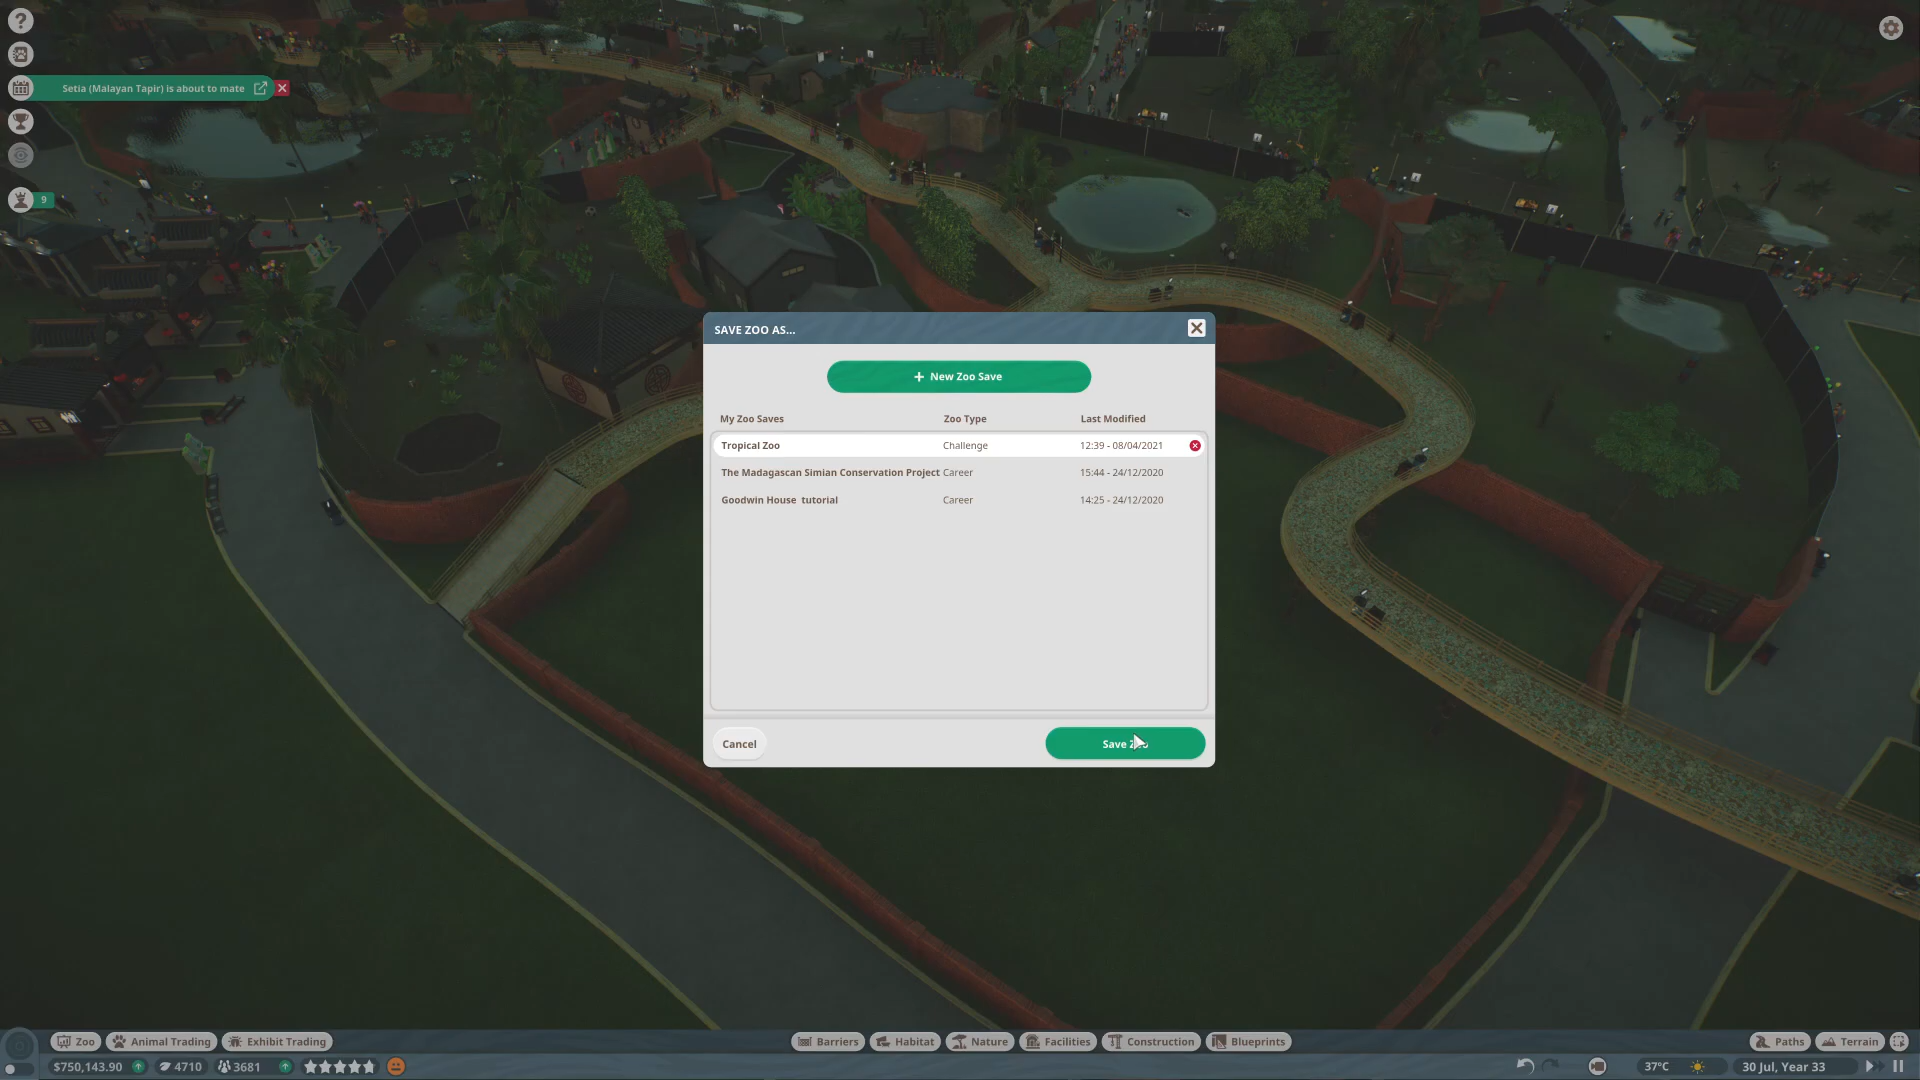 ?
Setia (Malayan Tapir) is about to mate
9
SAVE ZOO AS...
+ New Zoo Save
My Zoo Saves Zoo Type Last Modified
Tropical Zoo Challenge 12:39 - 08/04/2021
The Madagascan Simian Conservation Project Career 15:44 - 24/12/2020
Goodwin House tutorial Career 14:25 - 24/12/2020
Cancel Save
Zoo Animal Trading Exhibit Trading Barriers Habitat Nature Facilities Construction Blueprints Paths Terrain
$750,143.90 4710 3681 37°C 30 Jul, Year 33